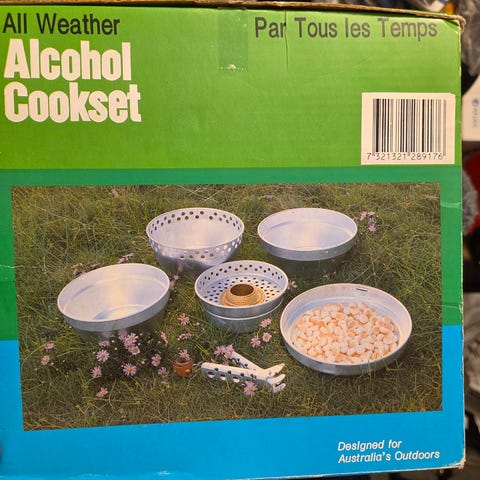 All Weather
Par Tous les Temps
Alcohol
Cookset
7 321321 289176
Designed for
Australia's Outdoors